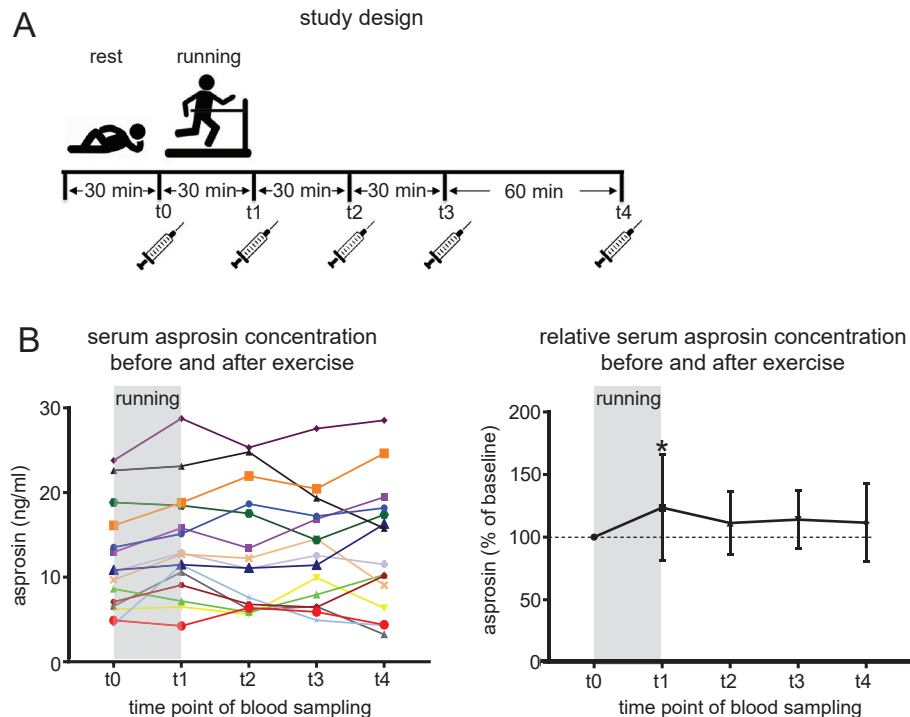 A
study design
rest
running
30 min
30 min
30 min
30 min
60 min
t0
t1
t2
t3
t4
B
serum asprosin concentration
before and after exercise
running
30
20
10
0
asprosin (ng/ml)
t0
t1
t2
t3
t4
time point of blood sampling
relative serum asprosin concentration
before and after exercise
running
200
150
100
50
0
*
asprosin (% of baseline)
t0
t1
t2
t3
t4
time point of blood sampling